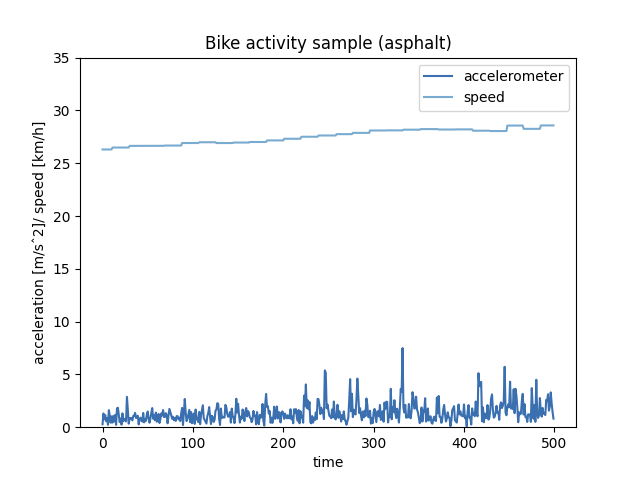 Bike activity sample (asphalt)
accelerometer
speed
acceleration [m/sˆ2]/ speed [km/h]
35
30
25
20
15
10
5
0
0 100 200 300 400 500
time